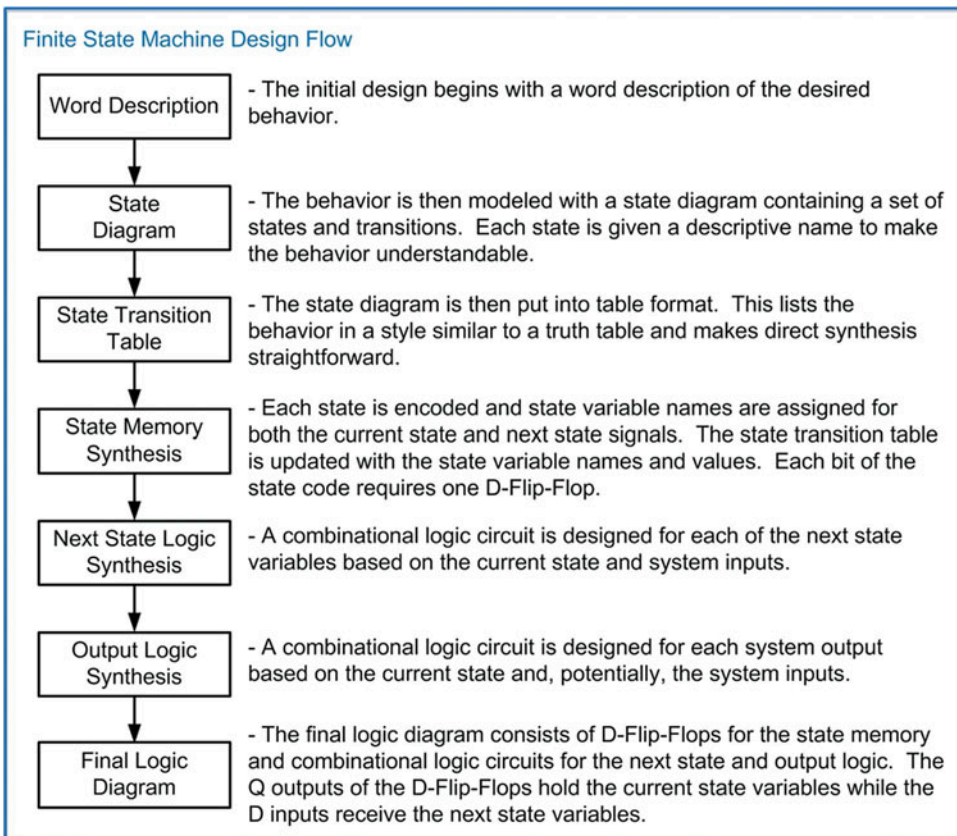 Finite State Machine Design Flow
Word Description
- The initial design begins with a word description of the desired
behavior.
State
Diagram
- The behavior is then modeled with a state diagram containing a set of
states and transitions. Each state is given a descriptive name to make
the behavior understandable.
State Transition
Table
- The state diagram is then put into table format. This lists the
behavior in a style similar to a truth table and makes direct synthesis
straightforward.
State Memory
Synthesis
- Each state is encoded and state variable names are assigned for
both the current state and next state signals. The state transition table
is updated with the state variable names and values. Each bit of the
state code requires one D-Flip-Flop.
Next State Logic
Synthesis
- A combinational logic circuit is designed for each of the next state
variables based on the current state and system inputs.
Output Logic
Synthesis
- A combinational logic circuit is designed for each system output
based on the current state and, potentially, the system inputs.
Final Logic
Diagram
- The final logic diagram consists of D-Flip-Flops for the state memory
and combinational logic circuits for the next state and output logic. The
Q outputs of the D-Flip-Flops hold the current state variables while the
D inputs receive the next state variables.